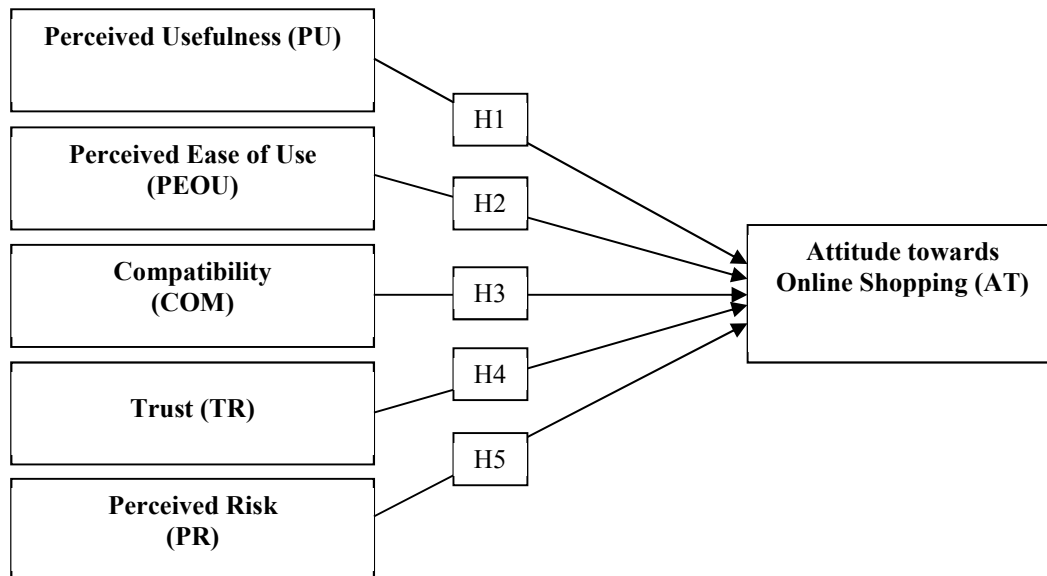 Perceived Usefulness (PU)
H1
Perceived Ease of Use
(PEOU)
H2
Compatibility
(COM)
H3
Trust (TR)
H4
Perceived Risk
(PR)
H5
Attitude towards
Online Shopping (AT)